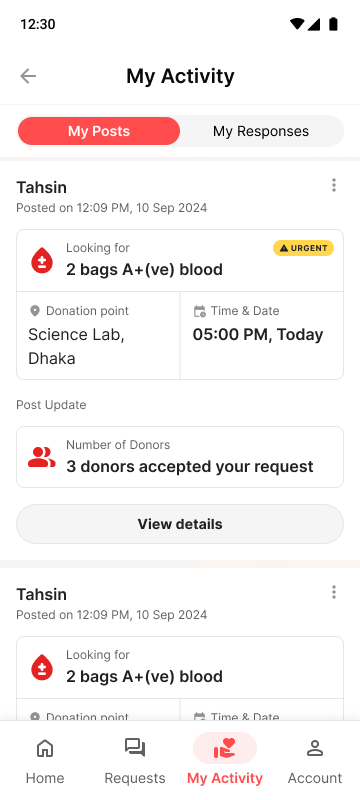 12:30
My Activity
My Posts
My Responses
Tahsin
Posted on 12:09 PM, 10 Sep 2024
Looking for
2 bags A+(ve) blood
URGENT
Donation point
Science Lab,
Dhaka
Time & Date
05:00 PM, Today
Post Update
Number of Donors
3 donors accepted your request
View details
Tahsin
Posted on 12:09 PM, 10 Sep 2024
Looking for
2 bags A+(ve) blood
Donation point
Time & Date
Home
Requests
My Activity
Account